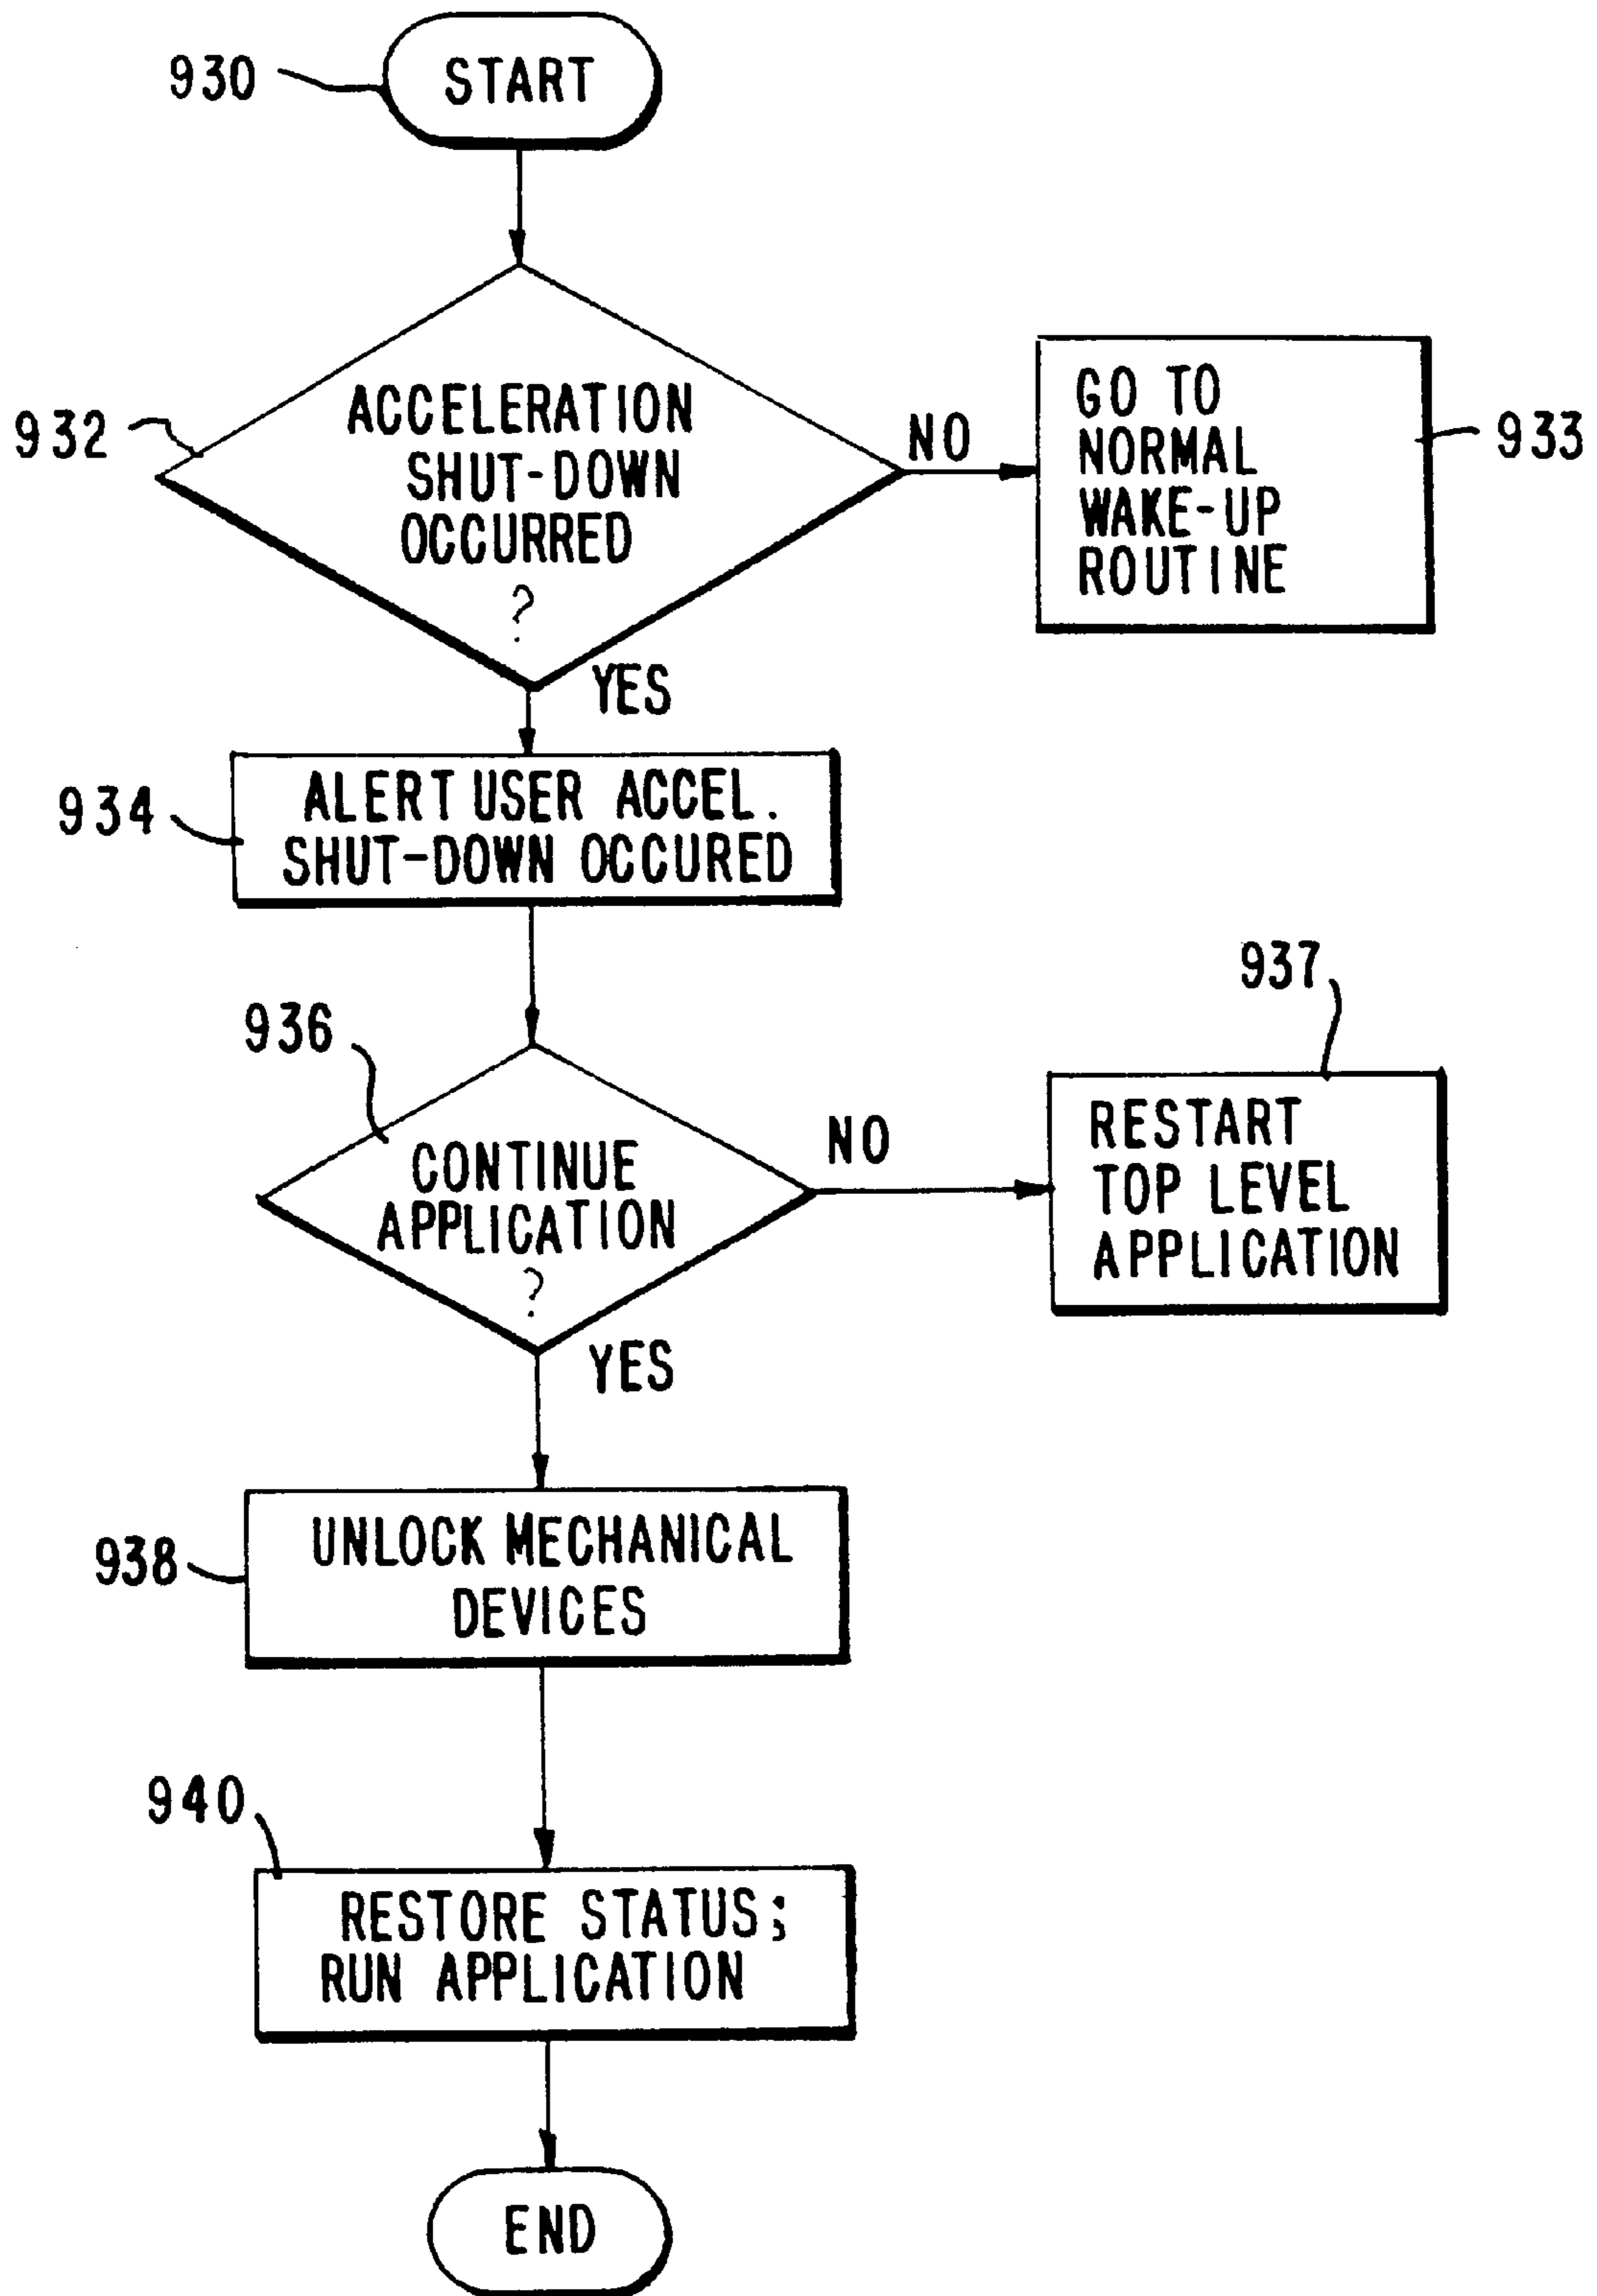 930
START
932
ACCELERATION
SHUT-DOWN
OCCURRED
?
NO
GO TO
NORMAL
WAKE-UP
ROUTINE
933
YES
934
ALERT USER ACCEL.
SHUT-DOWN OCCURED
936
CONTINUE
APPLICATION
?
NO
937
RESTART
TOP LEVEL
APPLICATION
YES
938
UNLOCK MECHANICAL
DEVICES
940
RESTORE STATUS;
RUN APPLICATION
END